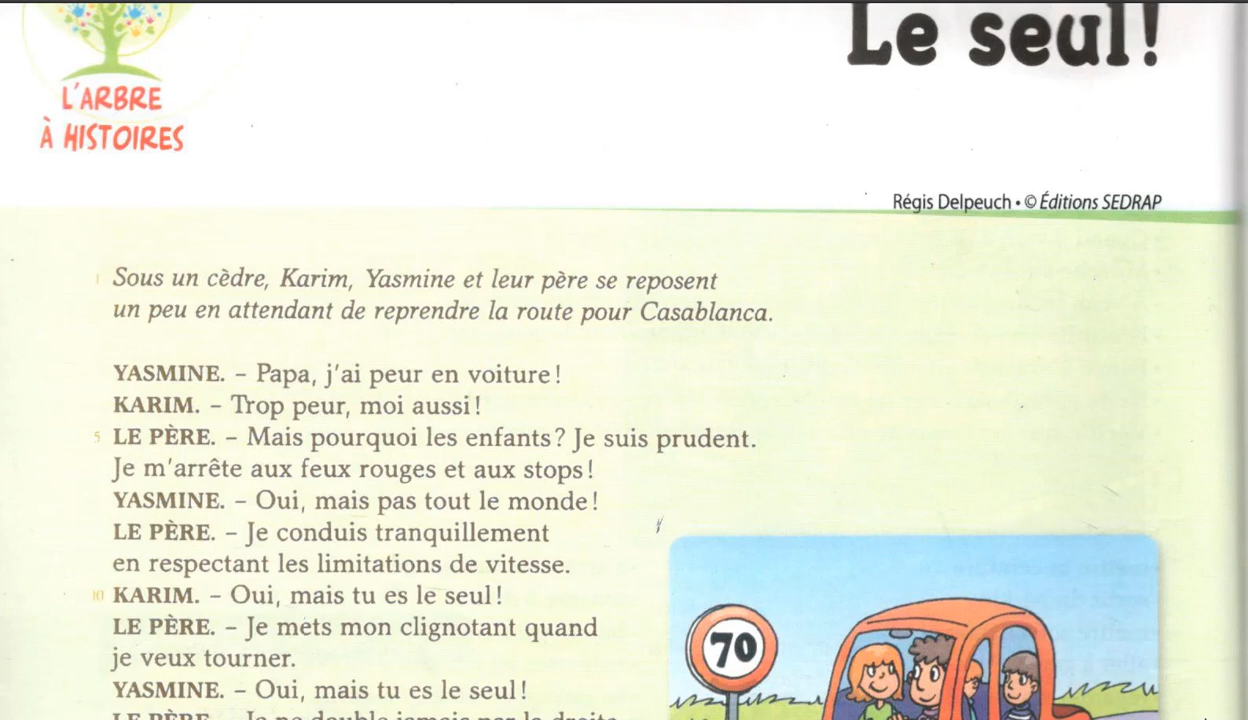 L'ARBRE
À HISTOIRES
Le seul!
Régis Delpeuch • © Éditions SEDRAP
1 Sous un cèdre, Karim, Yasmine et leur père se reposent
un peu en attendant de reprendre la route pour Casablanca.
YASMINE. – Papa, j'ai peur en voiture!
KARIM. – Trop peur, moi aussi!
5 LE PÈRE. – Mais pourquoi les enfants? Je suis prudent.
Je m'arrête aux feux rouges et aux stops!
YASMINE. – Oui, mais pas tout le monde!
LE PÈRE. – Je conduis tranquillement
en respectant les limitations de vitesse.
10 KARIM. – Oui, mais tu es le seul!
LE PÈRE. – Je mets mon clignotant quand
je veux tourner.
YASMINE. – Oui, mais tu es le seul!
LE PÈRE. – Je ne double jamais par la droite
70